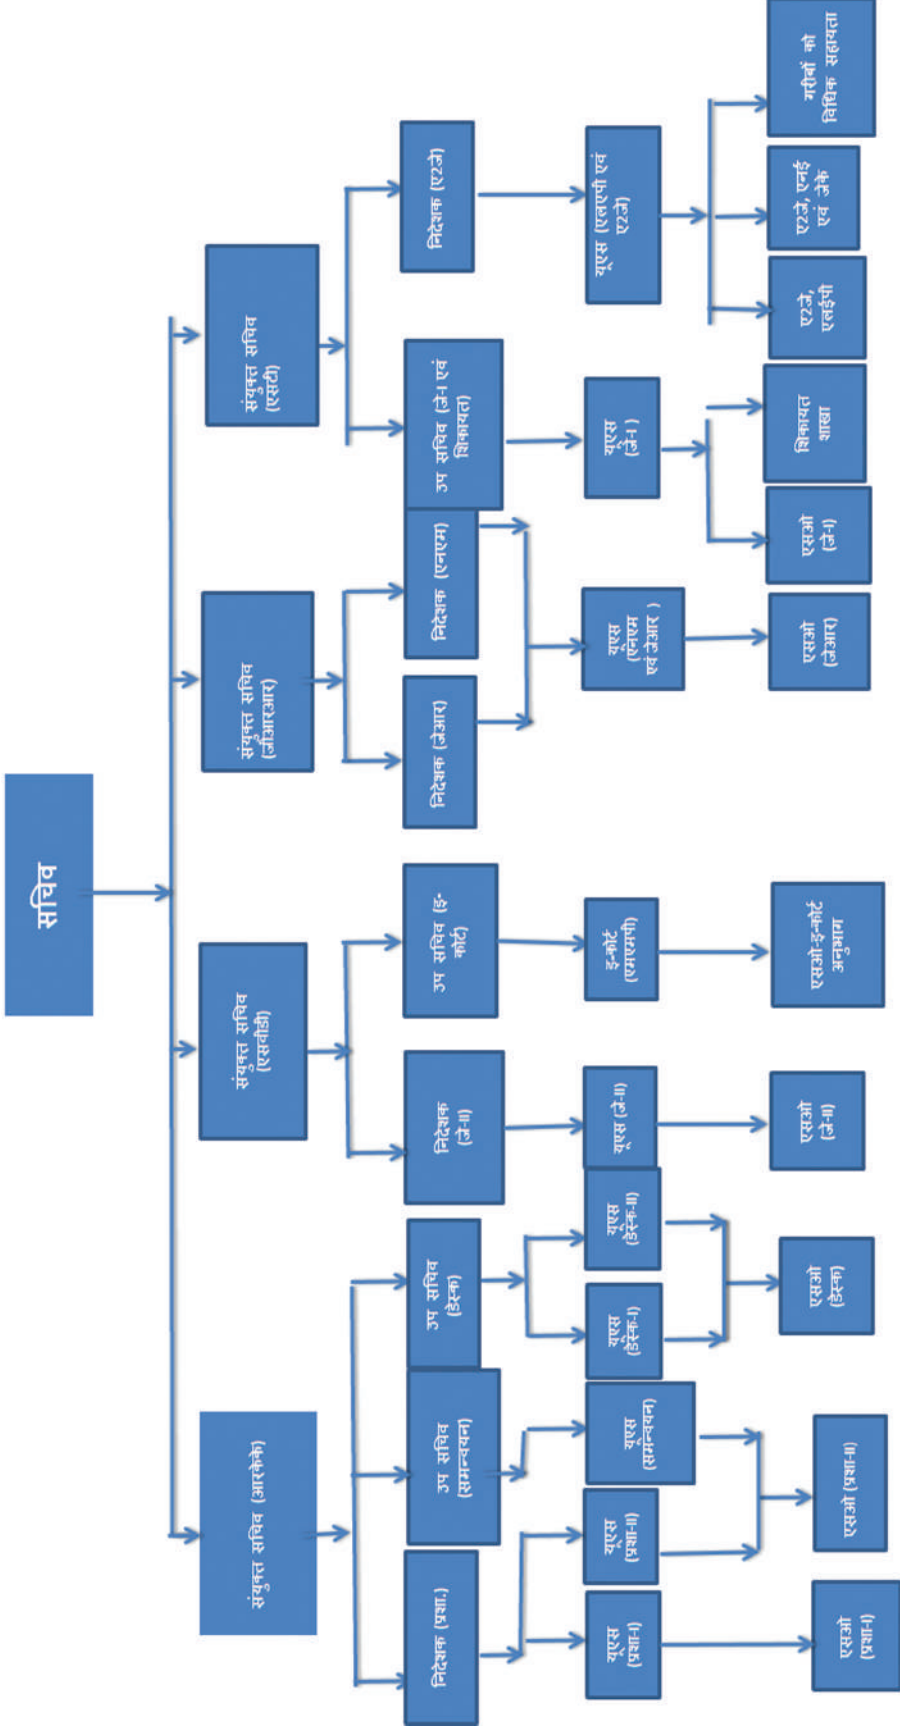 सचिव
संयुक्त सचिव (आरकेके)
संयुक्त सचिव
(एसवीडी)
संयुक्त सचिव
(जीआरआर)
संयुक्त सचिव
(एसटी)
निदेशक (प्रशा.)
उप सचिव
(समन्वयन)
उप सचिव
(डेस्क)
निदेशक
(जे-II)
उप सचिव (इ-
कोर्ट)
निदेशक (जेआर)
निदेशक (एनएम)
उप सचिव (जे-I एवं
शिकायत)
निदेशक (ए2जे)
यूएस
(प्रशा-I)
यूएस
(प्रशा-II)
यूएस
(समन्वयन)
यूएस
(डेस्क-I)
यूएस
(डेस्क-II)
यूएस (जे-II)
इ-कोर्ट
(एमएमपी)
यूएस
(एनएम
एवं जेआर )
यूएस
(जे-I )
यूएस (एलएपी एवं
ए2जे)
एसओ
(प्रशा-I)
एसओ (प्रशा-II)
एसओ
(डेस्क)
एसओ
(जे-II)
एसओ-इ-कोर्ट
अनुभाग
एसओ
(जेआर)
एसओ
(जे-I)
शिकायत
शाखा
ए2जे,
एलईपी
ए2जे, एनई
एवं जेके
गरीबों को
विधिक सहायता